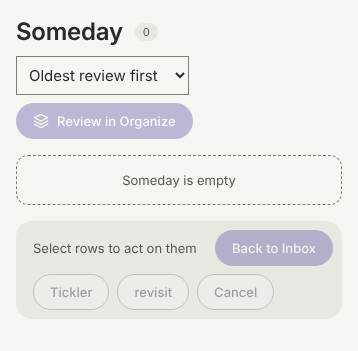 Someday 0
Oldest review first
Review in Organize
Someday is empty
Select rows to act on them Back to Inbox
Tickler revisit Cancel